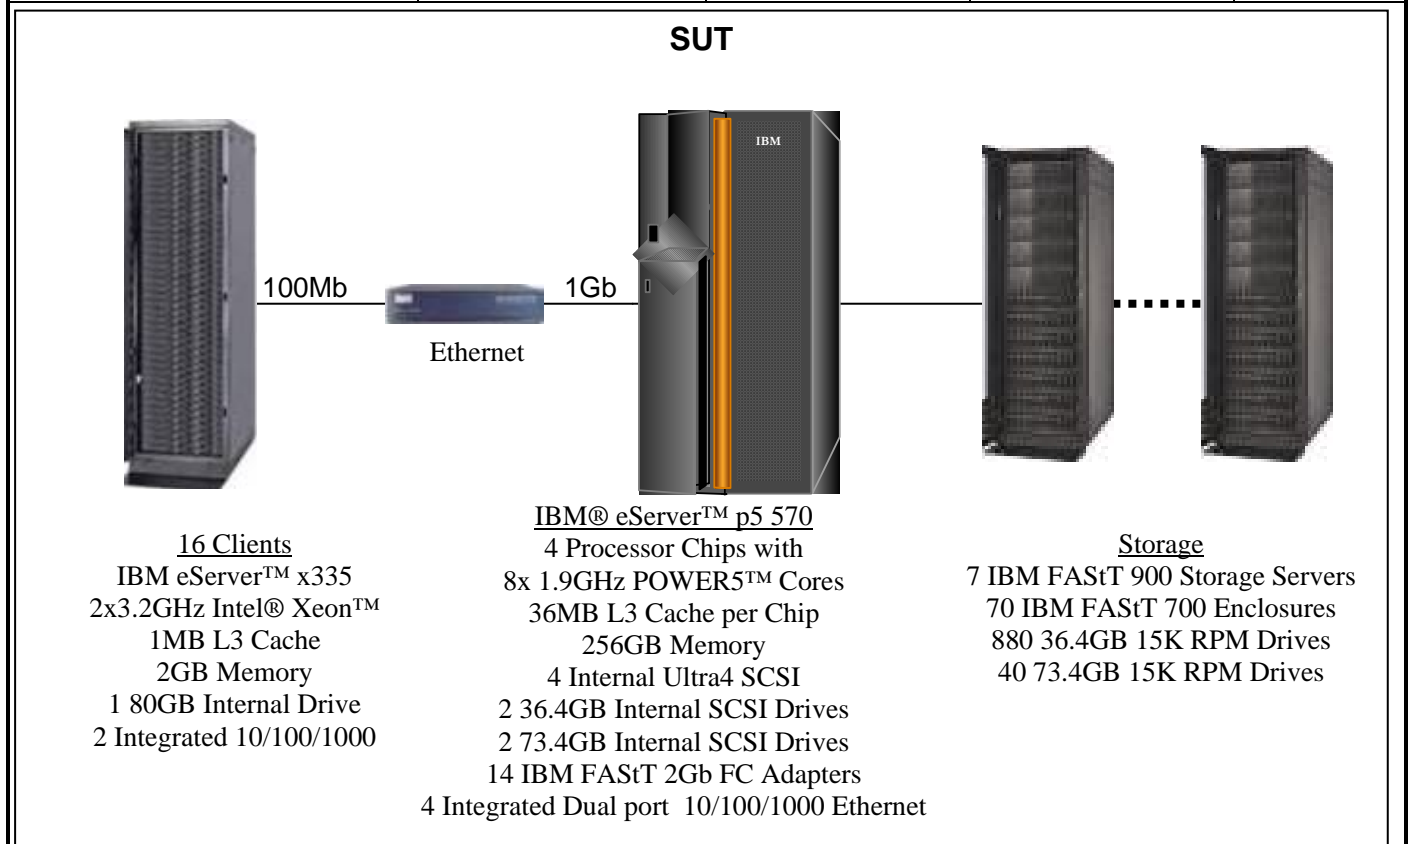 SUT
IBM
100Mb
1Gb
Ethernet
16 Clients
IBM eServer™ x335
2x3.2GHz Intel® Xeon™
1MB L3 Cache
2GB Memory
1 80GB Internal Drive
2 Integrated 10/100/1000
IBM® eServer™ p5 570
4 Processor Chips with
8x 1.9GHz POWER5™ Cores
36MB L3 Cache per Chip
256GB Memory
4 Internal Ultra4 SCSI
2 36.4GB Internal SCSI Drives
2 73.4GB Internal SCSI Drives
14 IBM FAStT 2Gb FC Adapters
4 Integrated Dual port 10/100/1000 Ethernet
Storage
7 IBM FAStT 900 Storage Servers
70 IBM FAStT 700 Enclosures
880 36.4GB 15K RPM Drives
40 73.4GB 15K RPM Drives